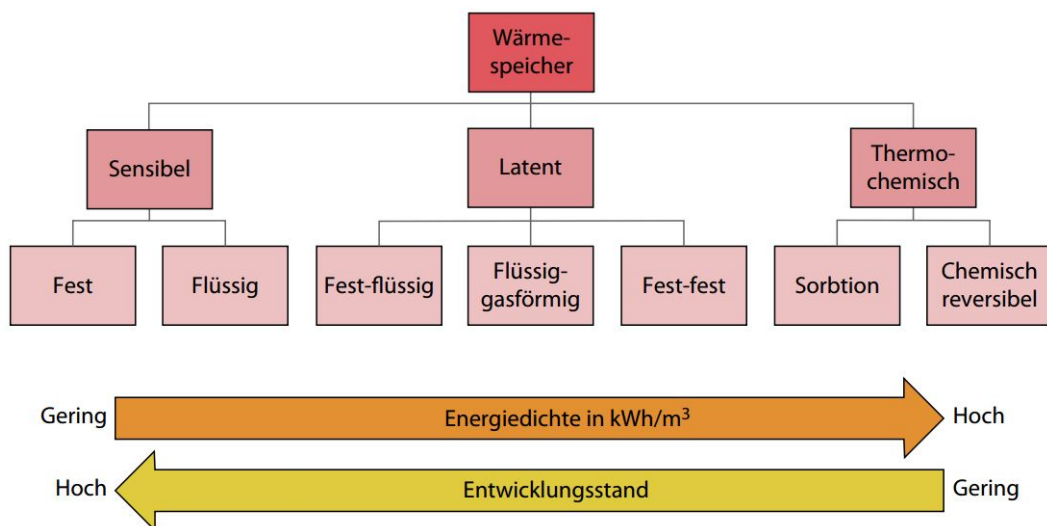 Wärme-
speicher
Sensibel
Latent
Thermo-
chemisch
Fest
Flüssig
Fest-flüssig
Flüssig-
gasförmig
Fest-fest
Sorbtion
Chemisch
reversibel
Gering
Energiedichte in kWh/m³
Hoch
Hoch
Entwicklungsstand
Gering